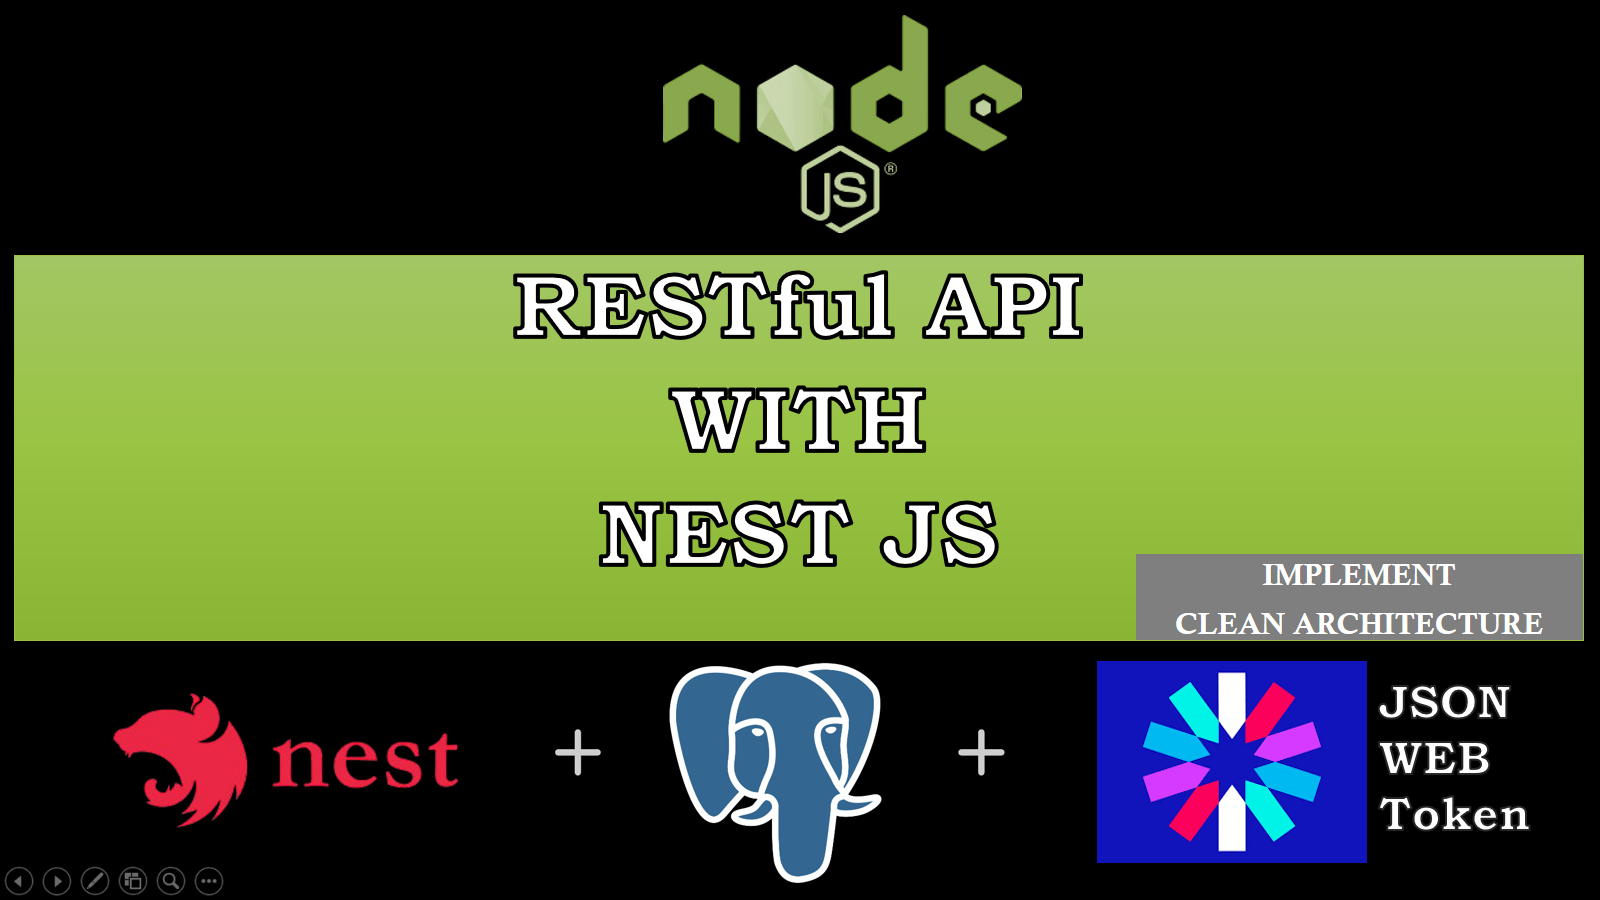 node
JS®
RESTful API
WITH
NEST JS
IMPLEMENT
CLEAN ARCHITECTURE
nest
+
+
JSON
WEB
Token